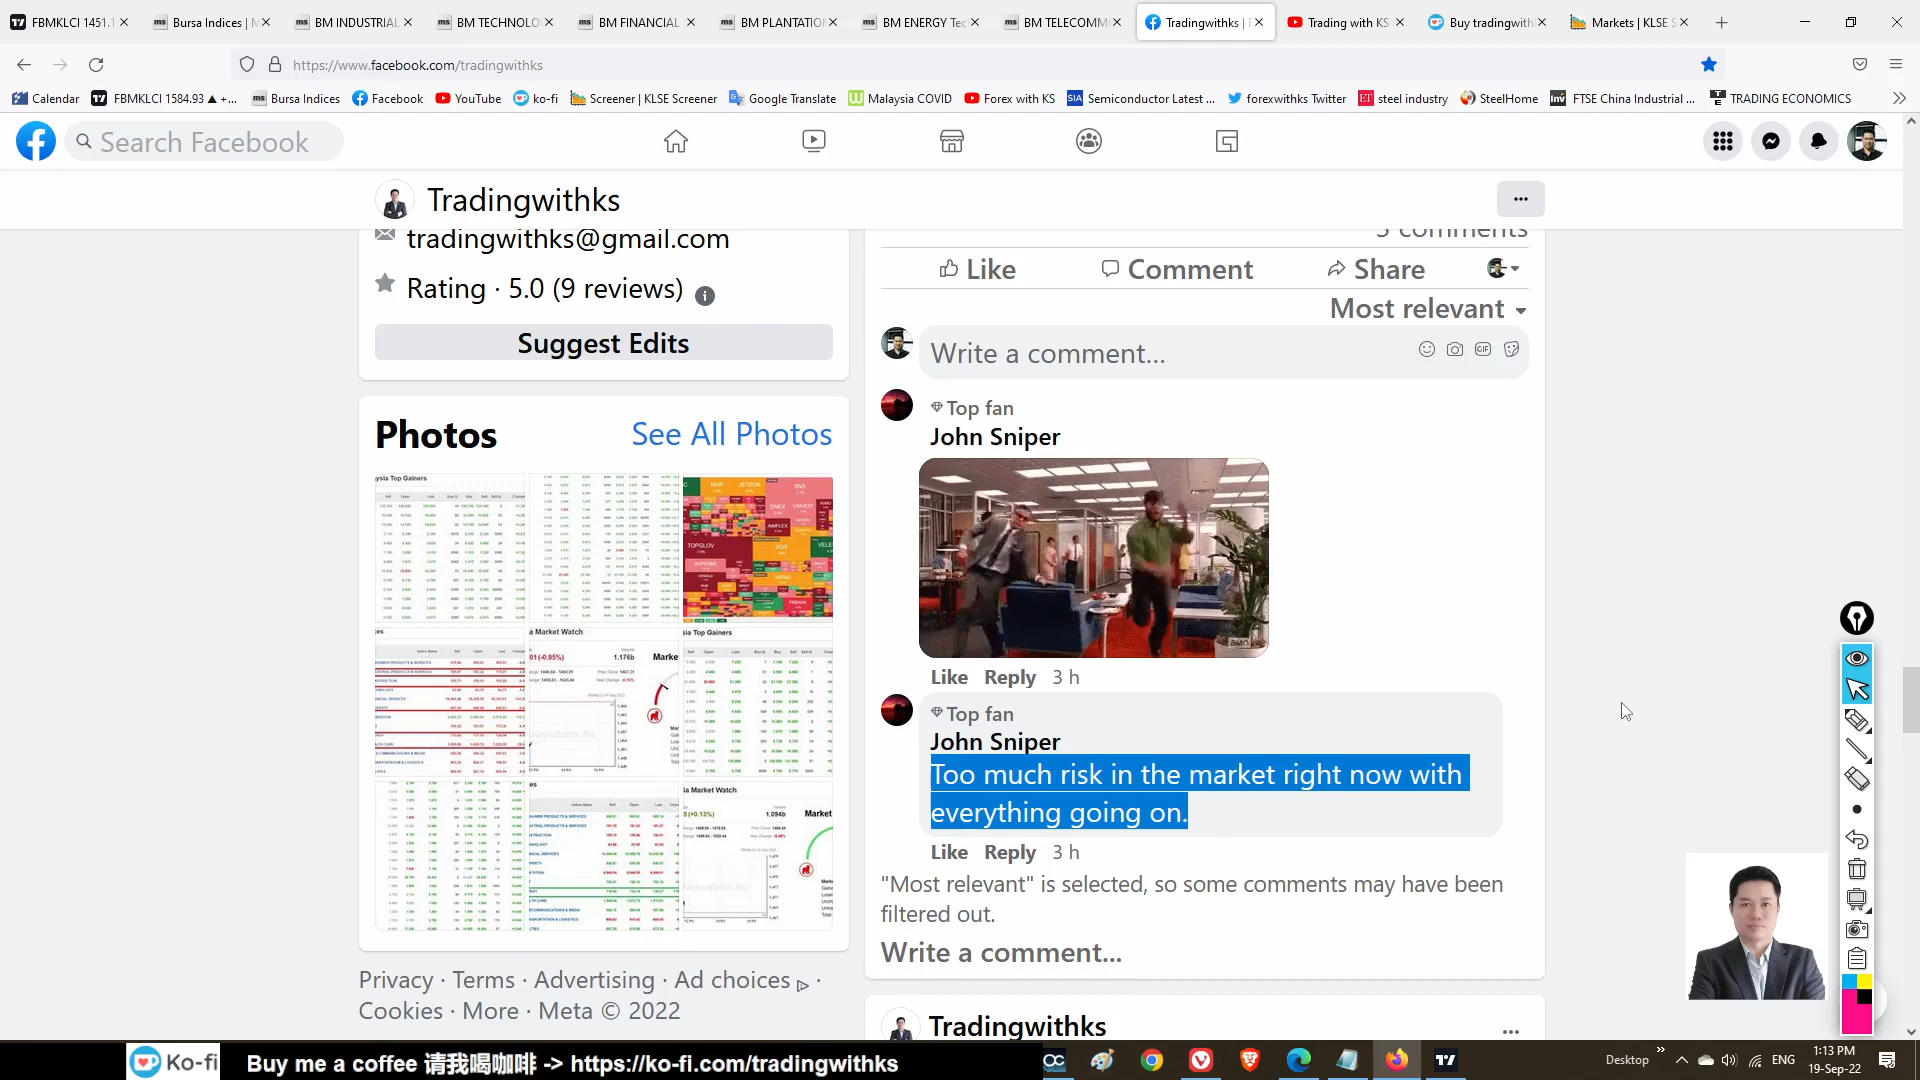 FBMKLCI 1451.
Bursa Indices | M
BM INDUSTRIAL
BM TECHNOLO
BM FINANCIAL
BM PLANTATIO
BM ENERGY Te
BM TELECOMM
Tradingwithks |
Trading with KS
Buy tradingwith
Markets | KLSE S
https://www.facebook.com/tradingwithks
Calendar
FBMKLCI 1584.93 ▲ +...
Bursa Indices
Facebook
YouTube
ko-fi
Screener | KLSE Screener
Google Translate
Malaysia COVID
Forex with KS
Semiconductor Latest ...
forexwithks Twitter
steel industry
SteelHome
FTSE China Industrial ...
TRADING ECONOMICS
Search Facebook
Tradingwithks
tradingwithks@gmail.com
Rating · 5.0 (9 reviews)
Suggest Edits
Photos
See All Photos
Privacy · Terms · Advertising · Ad choices ·
Cookies · More · Meta © 2022
5 comments
Like
Comment
Share
Most relevant
Write a comment...
Top fan
John Sniper
Like Reply 3 h
Top fan
John Sniper
Too much risk in the market right now with
everything going on.
Like Reply 3 h
"Most relevant" is selected, so some comments may have been
filtered out.
Write a comment...
Tradingwithks
Ko-fi
Buy me a coffee 请我喝咖啡 -> https://ko-fi.com/tradingwithks
Desktop
ENG
1:13 PM
19-Sep-22